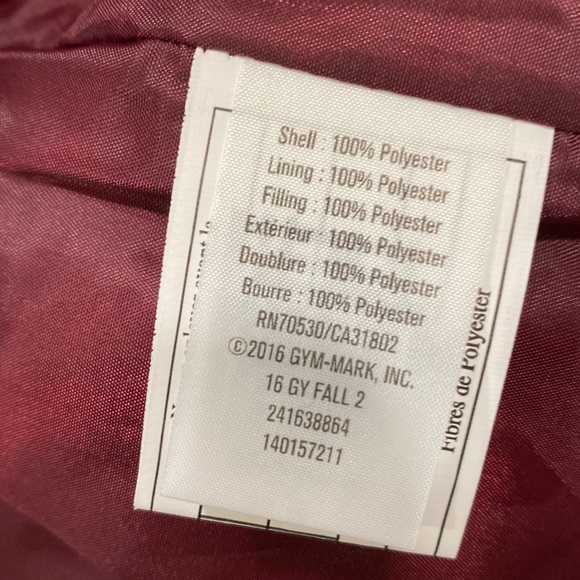 Shell : 100% Polyester
Lining : 100% Polyester
Filling : 100% Polyester
Extérieur : 100% Polyester
Doublure : 100% Polyester
Bourre : 100% Polyester
RN70530/CA31802
©2016 GYM-MARK, INC.
16 GY FALL 2
241638864
140157211
Fibres de Polyester